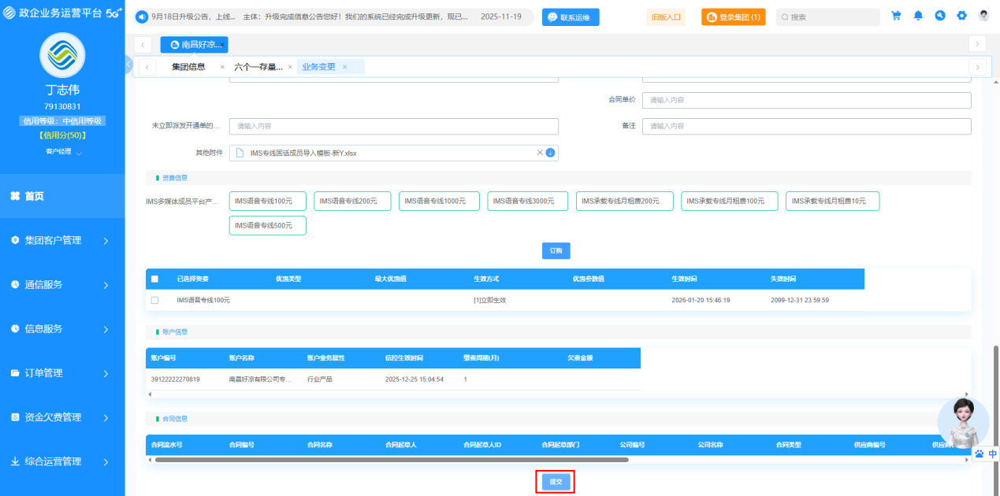 政企业务运营平台 5G+
9月18日升级公告，上线... 主体：升级完成信息公告您好！我们的系统已经完成升级更新，现已... 2025-11-19
联系运维
旧版入口
登录集团 (1)
搜索
丁志伟
79130831
信用等级：中信用等级
【信用分(50)】
客户经理
首页
集团客户管理
通信服务
信息服务
订单管理
资金欠费管理
综合运营管理
南昌好凉...
集团信息 × 六个一存量... × 业务变更 ×
合同单价 请输入内容
未立即派发开通单的... 请输入内容
备注 请输入内容
其他附件 IMS专线固话成员导入模板-新Y.xlsx
资费信息
IMS多媒体成员平台产... IMS语音专线100元 IMS语音专线200元 IMS语音专线1000元 IMS语音专线3000元 IMS承载专线月租费200元 IMS承载专线月租费100元 IMS承载专线月租费10元
IMS语音专线500元
订购
已选择资费 优惠类型 最大优惠值 生效方式 优惠参数值 生效时间 失效时间
IMS语音专线100元 [1]立即生效 2026-01-20 15:46:19 2099-12-31 23:59:59
账户信息
账户编号 账户名称 账户业务属性 信控生效时间 缴费周期(月) 欠费金额
39122222270819 南昌好凉有限公司专... 行业产品 2025-12-25 15:04:54 1
合同信息
合同流水号 合同编号 合同名称 合同起草人 合同起草人ID 合同起草部门 公司编号 公司名称 合同类型 供应商编号
提交
中